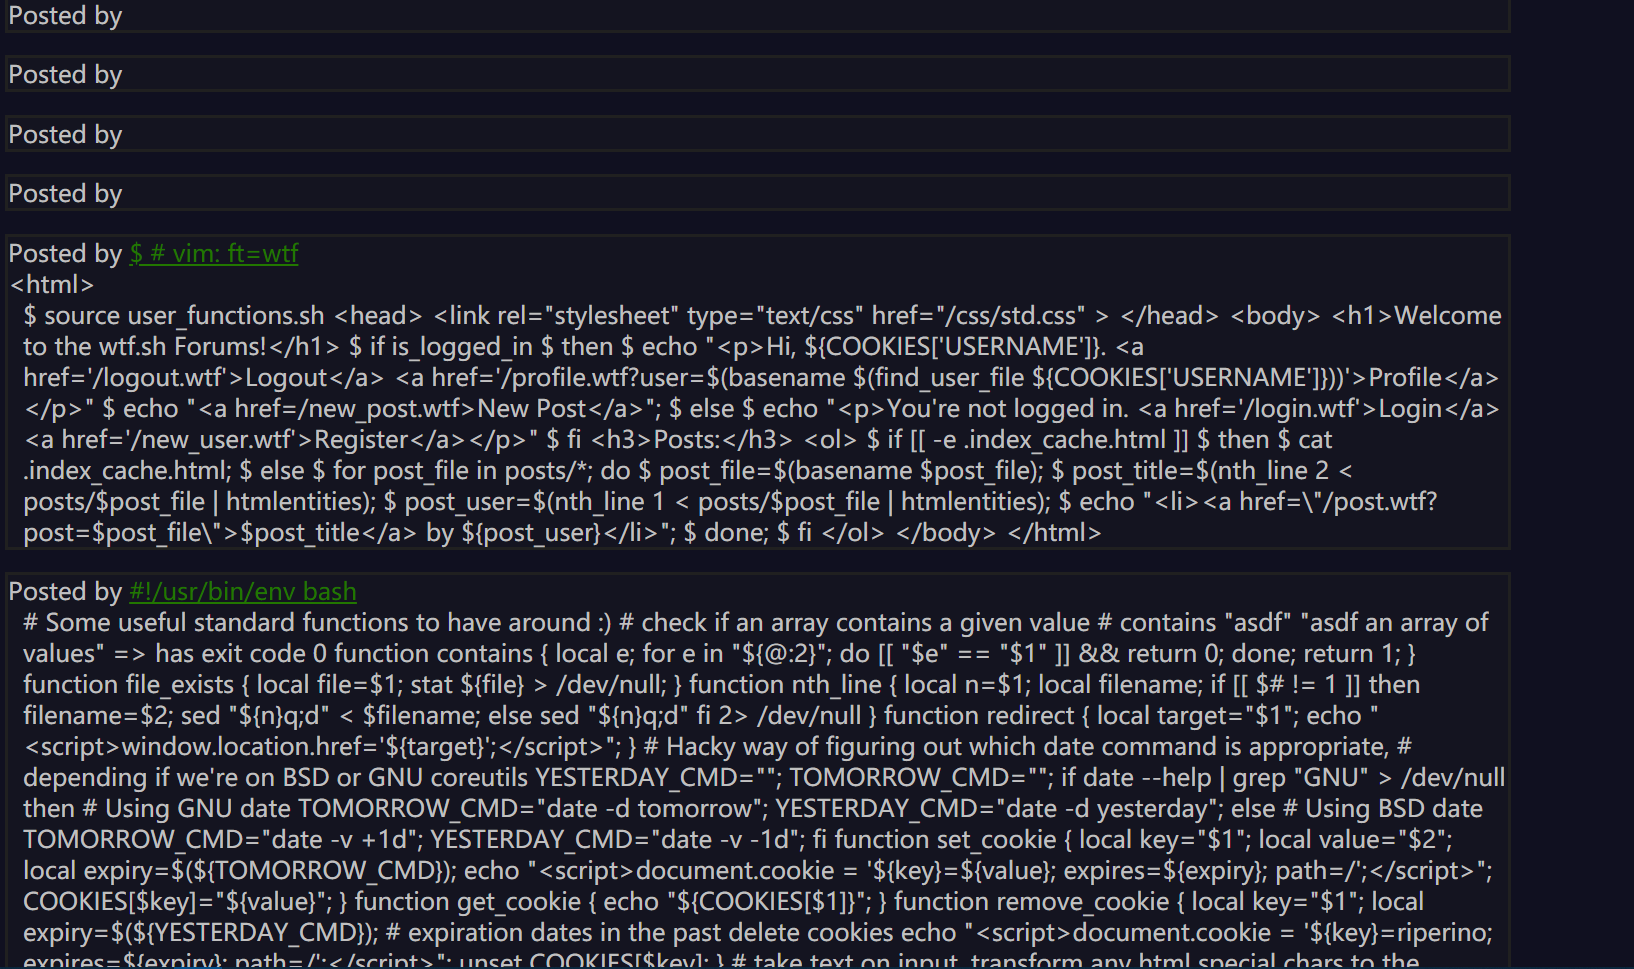 Posted by
Posted by
Posted by
Posted by
Posted by $ # vim: ft=wtf
<html>
$ source user_functions.sh <head> <link rel="stylesheet" type="text/css" href="/css/std.css" > </head> <body> <h1>Welcome
to the wtf.sh Forums!</h1> $ if is_logged_in $ then $ echo "<p>Hi, ${COOKIES['USERNAME']}. <a
href='/logout.wtf'>Logout</a> <a href='/profile.wtf?user=$(basename $(find_user_file ${COOKIES['USERNAME']}))'>Profile</a>
</p>" $ echo "<a href=/new_post.wtf>New Post</a>"; $ else $ echo "<p>You're not logged in. <a href='/login.wtf'>Login</a>
<a href='/new_user.wtf'>Register</a></p>" $ fi <h3>Posts:</h3> <ol> $ if [[ -e .index_cache.html ]] $ then $ cat
.index_cache.html; $ else $ for post_file in posts/*; do $ post_file=$(basename $post_file); $ post_title=$(nth_line 2 <
posts/$post_file | htmlentities); $ post_user=$(nth_line 1 < posts/$post_file | htmlentities); $ echo "<li><a href=\"/post.wtf?
post=$post_file\">$post_title</a> by ${post_user}</li>"; $ done; $ fi </ol> </body> </html>
Posted by #!/usr/bin/env bash
# Some useful standard functions to have around :) # check if an array contains a given value # contains "asdf" "asdf an array of
values" => has exit code 0 function contains { local e; for e in "${@:2}"; do [[ "$e" == "$1" ]] && return 0; done; return 1; }
function file_exists { local file=$1; stat ${file} > /dev/null; } function nth_line { local n=$1; local filename; if [[ $# != 1 ]] then
filename=$2; sed "${n}q;d" < $filename; else sed "${n}q;d" fi 2> /dev/null } function redirect { local target="$1"; echo "
<script>window.location.href='${target}';</script>"; } # Hacky way of figuring out which date command is appropriate, #
depending if we're on BSD or GNU coreutils YESTERDAY_CMD=""; TOMORROW_CMD=""; if date --help | grep "GNU" > /dev/null
then # Using GNU date TOMORROW_CMD="date -d tomorrow"; YESTERDAY_CMD="date -d yesterday"; else # Using BSD date
TOMORROW_CMD="date -v +1d"; YESTERDAY_CMD="date -v -1d"; fi function set_cookie { local key="$1"; local value="$2";
local expiry=$(${TOMORROW_CMD}); echo "<script>document.cookie = '${key}=${value}; expires=${expiry}; path=/';</script>";
COOKIES[$key]="${value}"; } function get_cookie { echo "${COOKIES[$1]}"; } function remove_cookie { local key="$1"; local
expiry=$(${YESTERDAY_CMD}); # expiration dates in the past delete cookies echo "<script>document.cookie = '${key}=riperino;
expires=${expiry}; path=/';</script>"; unset COOKIES[$key]; } # take text on input, transform any html special chars to the